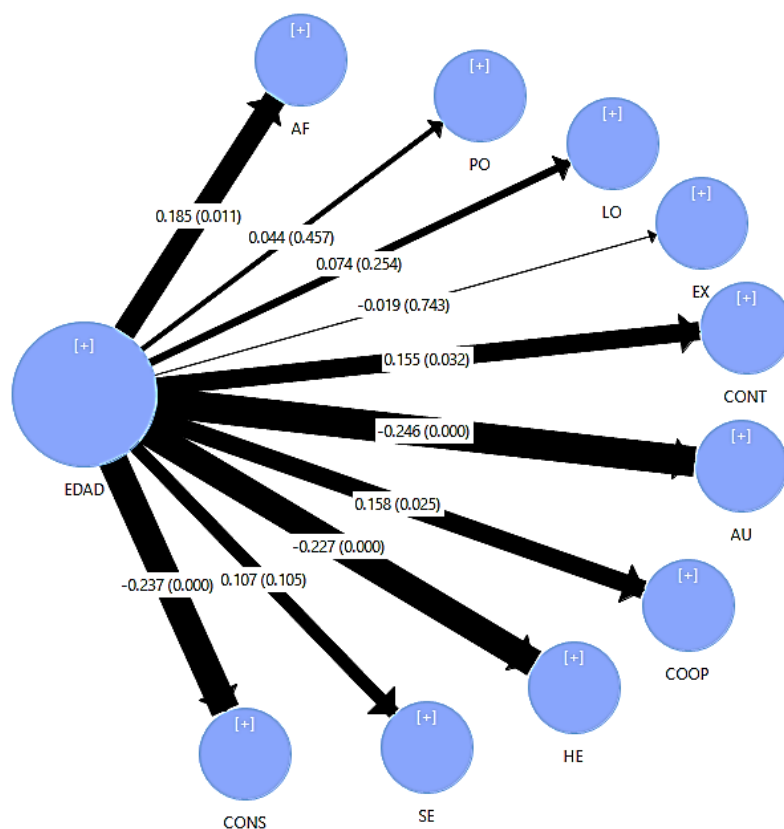 [+]
AF
[+]
PO
[+]
LO
[+]
EX
[+]
CONT
[+]
AU
[+]
COOP
[+]
HE
[+]
SE
[+]
CONS
[+]
EDAD
0.185 (0.011)
0.044 (0.457)
0.074 (0.254)
-0.019 (0.743)
0.155 (0.032)
-0.246 (0.000)
0.158 (0.025)
-0.227 (0.000)
0.107 (0.105)
-0.237 (0.000)